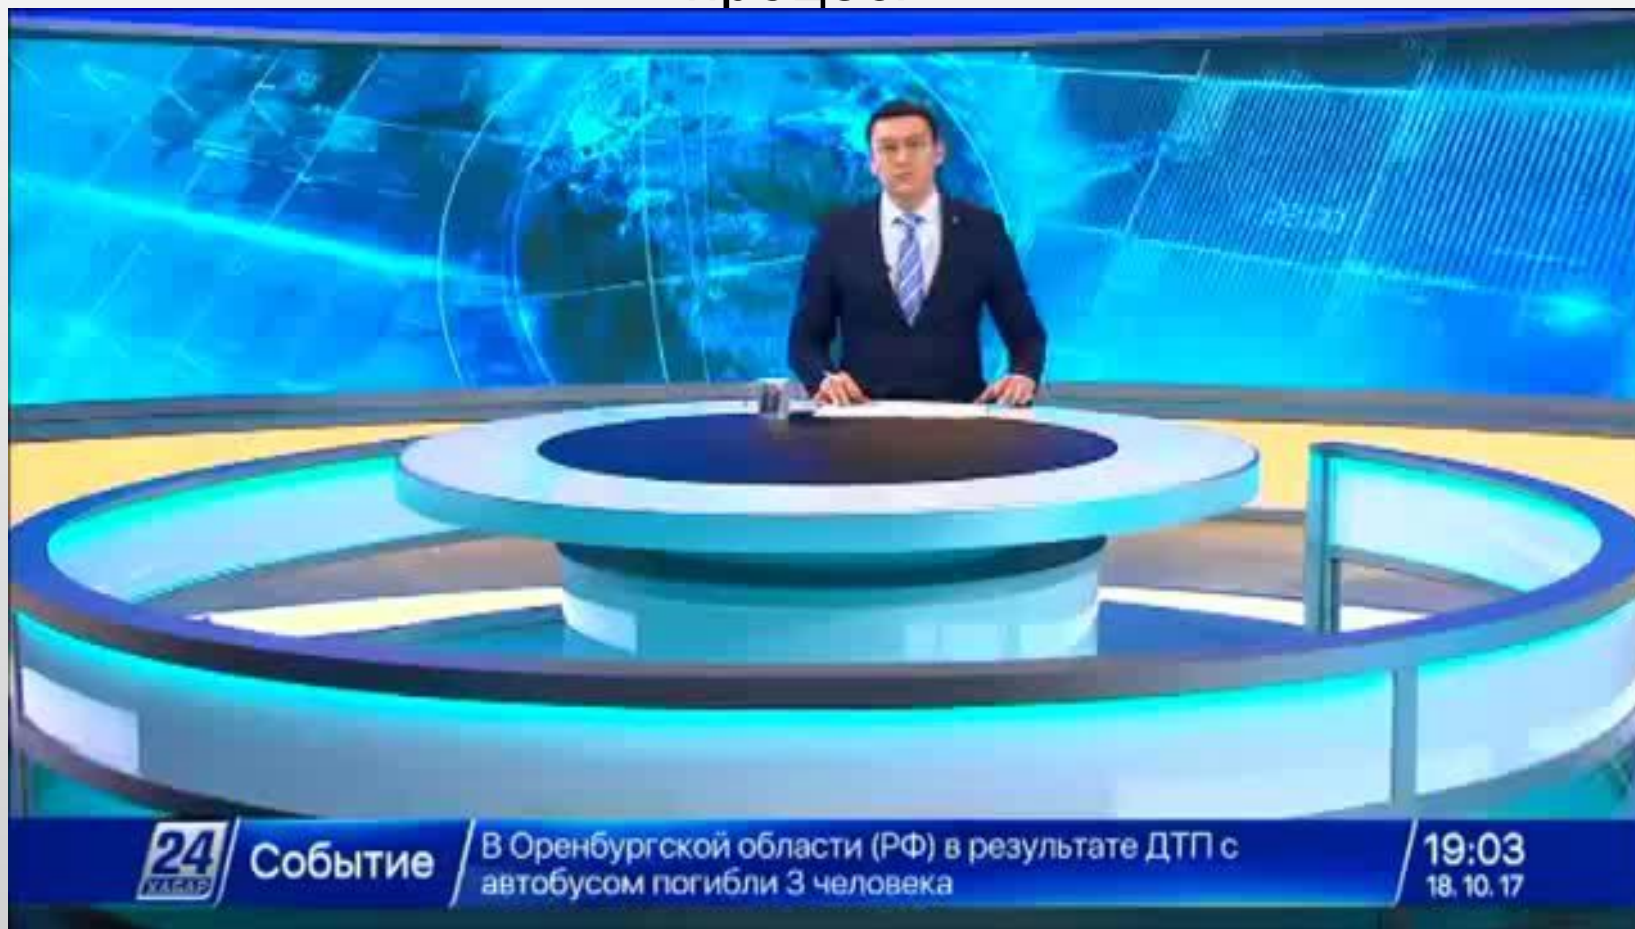 24
ХАБАР
Событие
В Оренбургской области (РФ) в результате ДТП с
автобусом погибли 3 человека
19:03
18. 10. 17